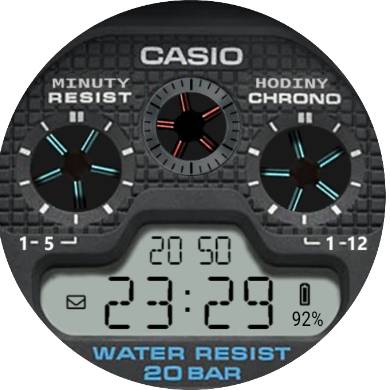 CASIO
MINUTY
RESIST
HODINY
CHRONO
1-5
1-12
20 50
23:29
92%
WATER RESIST
20 BAR